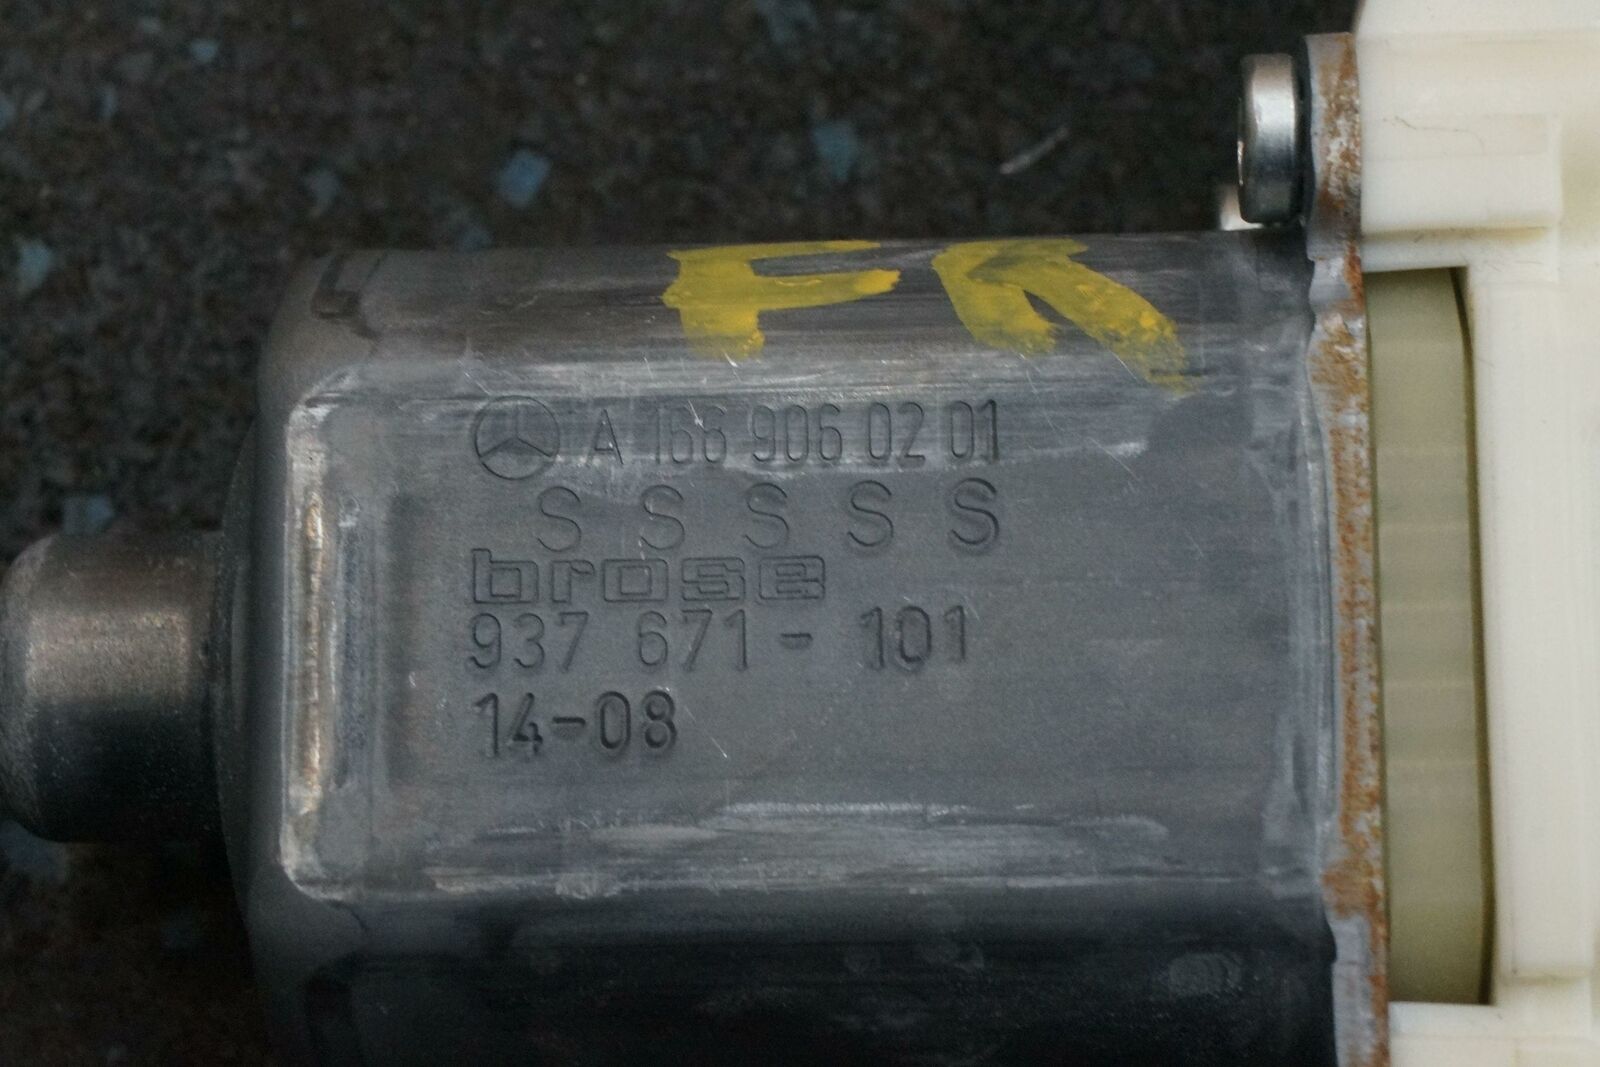 FR
A 166 906 02 01
S S S S S
brose
937 671-101
14-08